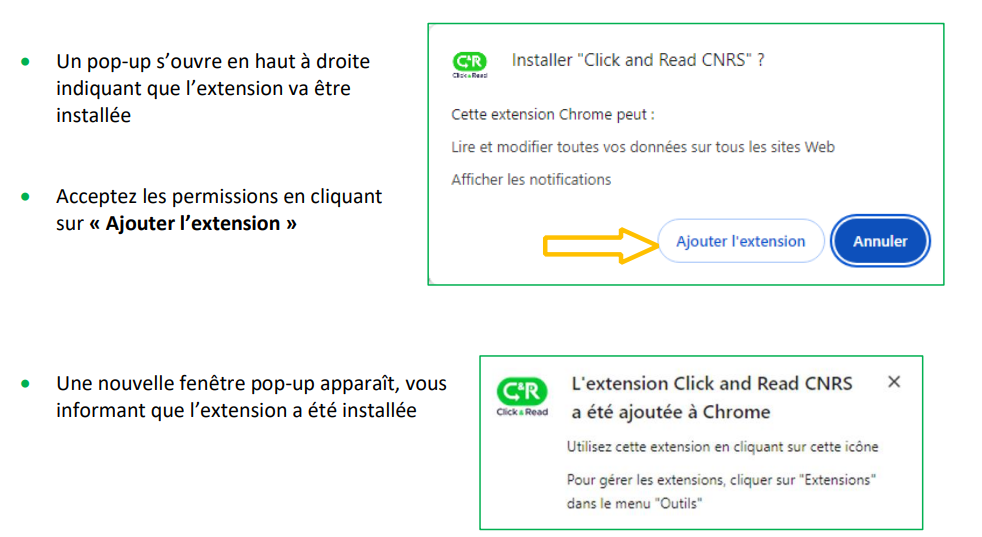 Un pop-up s’ouvre en haut à droite
indiquant que l’extension va être
installée
C&R
Click & Read
Installer "Click and Read CNRS" ?
Cette extension Chrome peut :
Lire et modifier toutes vos données sur tous les sites Web
Afficher les notifications
Acceptez les permissions en cliquant
sur « Ajouter l’extension »
Ajouter l'extension
Annuler
Une nouvelle fenêtre pop-up apparaît, vous
informant que l’extension a été installée
C&R
Click & Read
L'extension Click and Read CNRS
a été ajoutée à Chrome
Utilisez cette extension en cliquant sur cette icône
Pour gérer les extensions, cliquer sur "Extensions"
dans le menu "Outils"